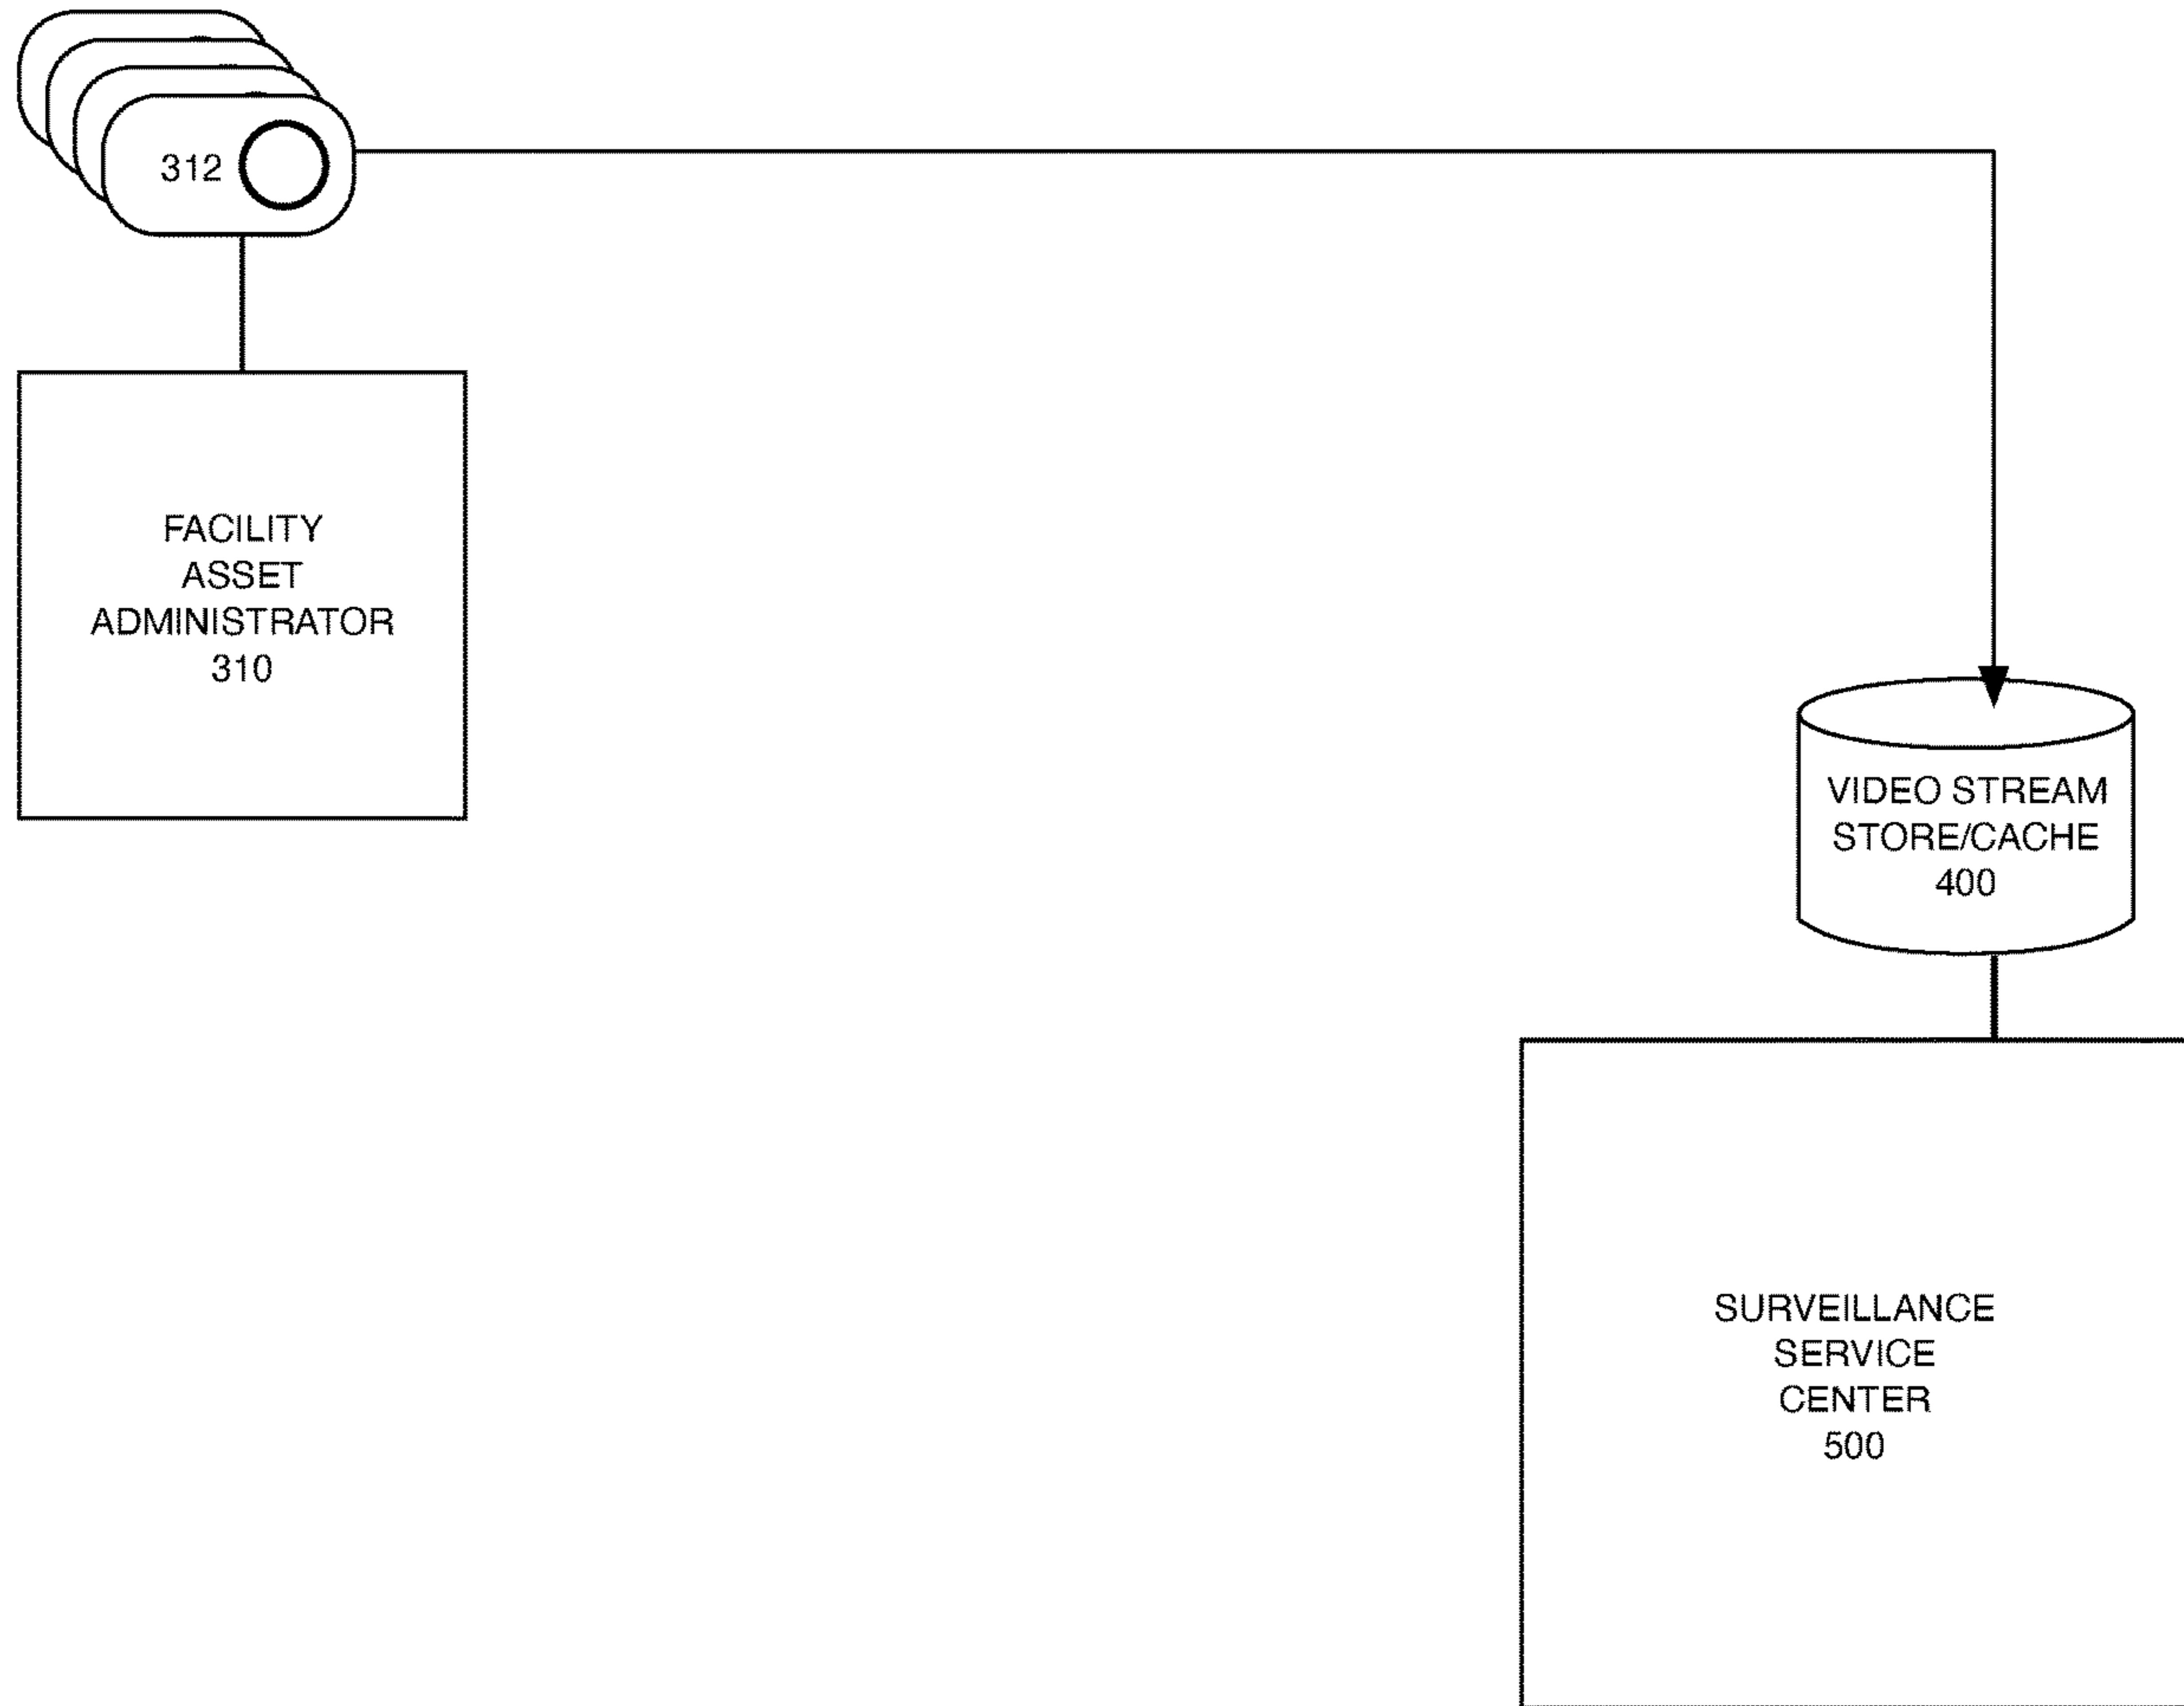 312
FACILITY
ASSET
ADMINISTRATOR
310
VIDEO STREAM
STORE/CACHE
400
SURVEILLANCE
SERVICE
CENTER
500